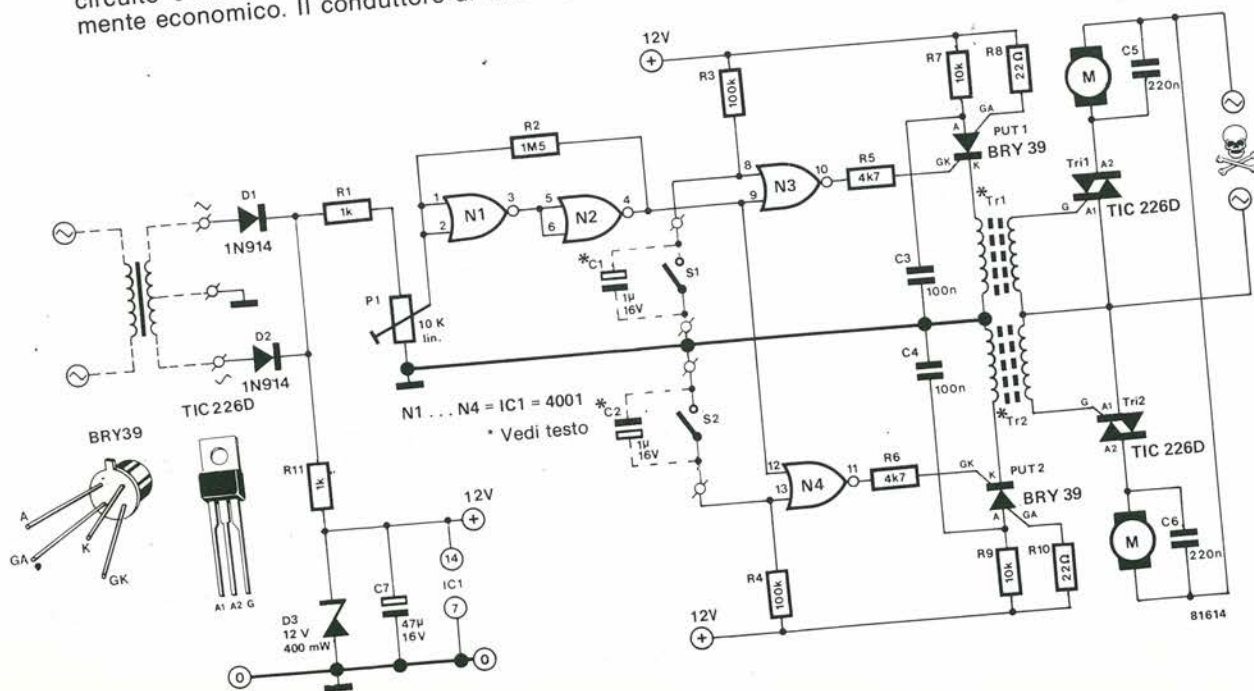 mente economico. Il conduttore
12V
+
R3
100k
R7
10k
R8
22Ω
M
C5
220n
R2
1M5
GA
A
PUT 1
BRY 39
GK
K
8
9
N3
10
R5
4k7
D1
1N914
R1
1k
1
2
N1
3
5
6
N2
4
Tri1
A2
G
A1
TIC 226D
*Tr1
*C1
1µ
16V
S1
C3
100n
P1
10 K
lin.
D2
1N914
C4
100n
N1 ... N4 = IC1 = 4001
* Vedi testo
*C2
1µ
16V
S2
*Tr2
G
A1
Tri2
A2
TIC 226D
TIC226D
BRY39
A
GA
K
GK
A1 A2 G
R11
1k
12
13
N4
11
R6
4k7
GK
K
PUT 2
BRY 39
A
GA
M
C6
220n
R4
100k
R9
10k
R10
22Ω
12V
+
12V
+
14
IC1
7
C7
47µ
16V
D3
12 V
400 mW
0
0
81614